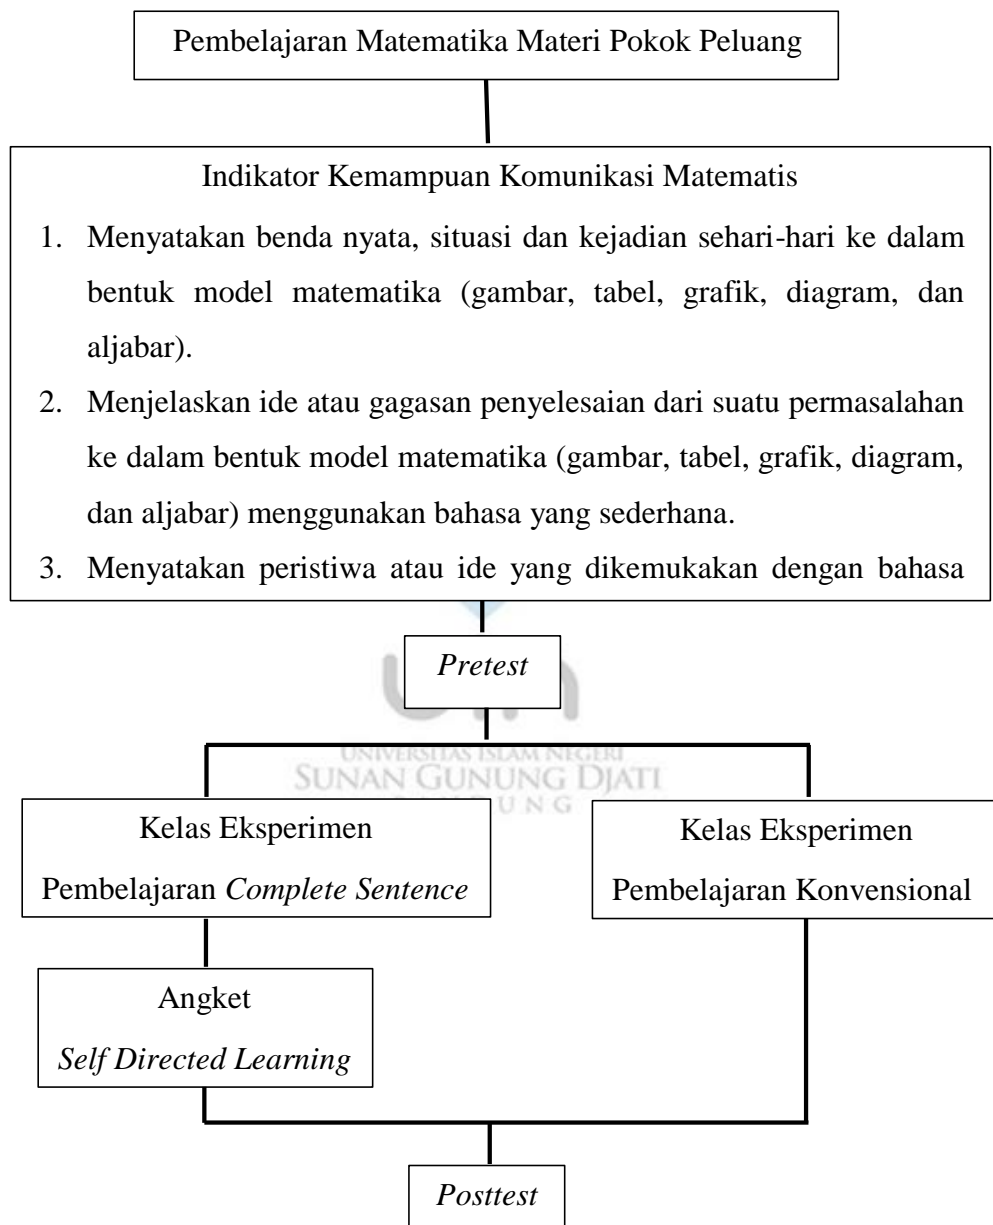 Pembelajaran Matematika Materi Pokok Peluang
Indikator Kemampuan Komunikasi Matematis
1. Menyatakan benda nyata, situasi dan kejadian sehari-hari ke dalam
bentuk model matematika (gambar, tabel, grafik, diagram, dan
aljabar).
2. Menjelaskan ide atau gagasan penyelesaian dari suatu permasalahan
ke dalam bentuk model matematika (gambar, tabel, grafik, diagram,
dan aljabar) menggunakan bahasa yang sederhana.
3. Menyatakan peristiwa atau ide yang dikemukakan dengan bahasa
Pretest
UNIVERSITAS ISLAM NEGERI
SUNAN GUNUNG DJATI
Kelas Eksperimen
Pembelajaran Complete Sentence
Kelas Eksperimen
Pembelajaran Konvensional
Angket
Self Directed Learning
Posttest